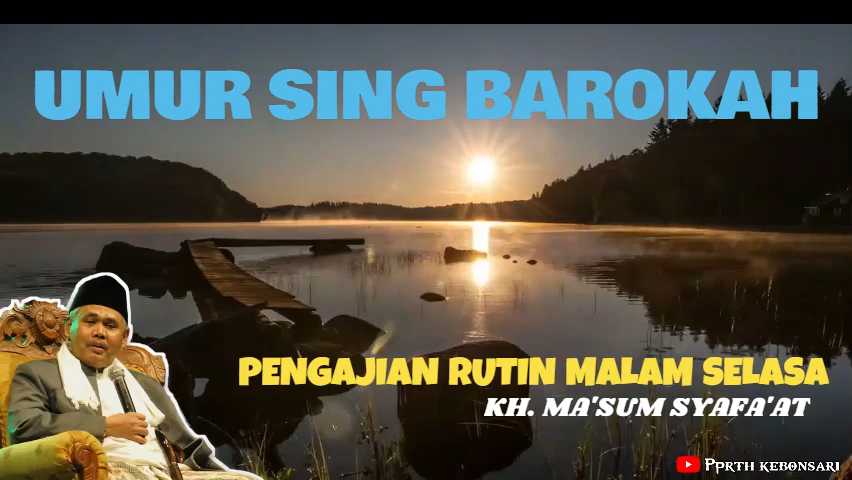 UMUR SING BAROKAH
PENGAJIAN RUTIN MALAM SELASA
KH. MA'SUM SYAFA'AT
PPRTH KEBONSARI